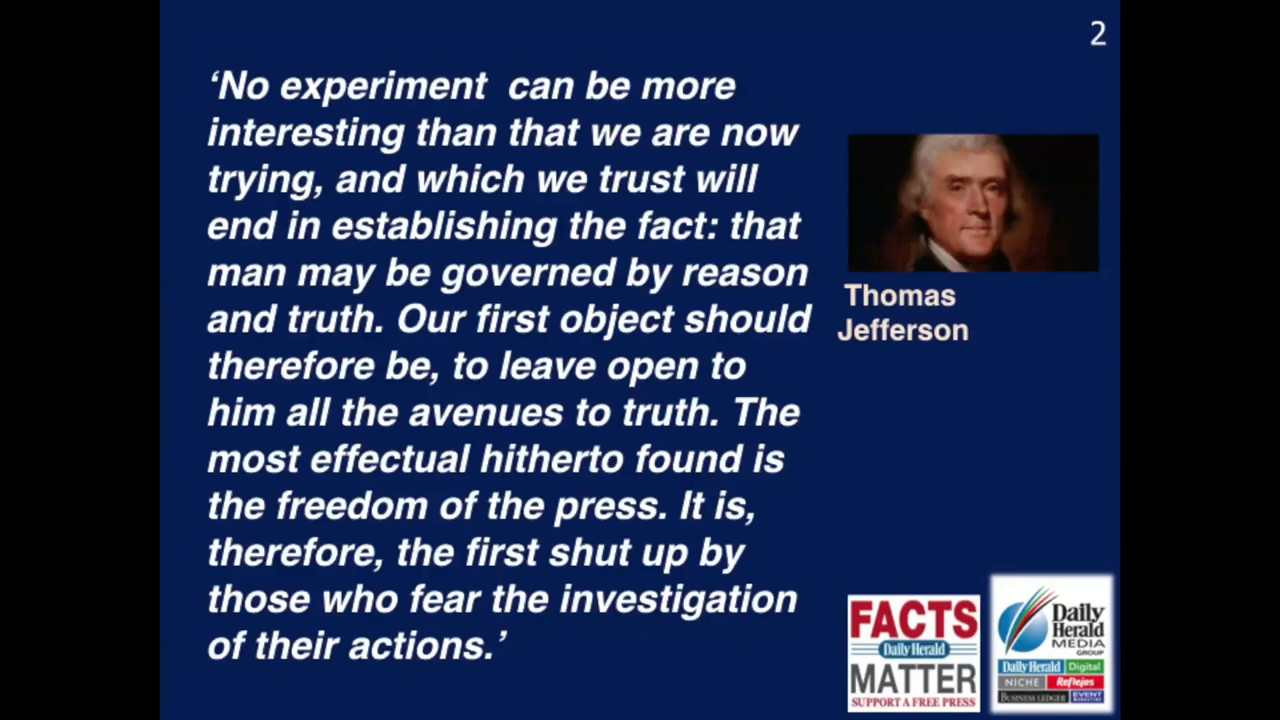 2
‘No experiment can be more
interesting than that we are now
trying, and which we trust will
end in establishing the fact: that
man may be governed by reason
and truth. Our first object should
therefore be, to leave open to
him all the avenues to truth. The
most effectual hitherto found is
the freedom of the press. It is,
therefore, the first shut up by
those who fear the investigation
of their actions.’
Thomas
Jefferson
FACTS
Daily Herald
MATTER
SUPPORT A FREE PRESS
Daily
Herald
MEDIA
GROUP
Daily Herald Digital
NICHE Reflejos
BUSINESS LEDGER EVENT